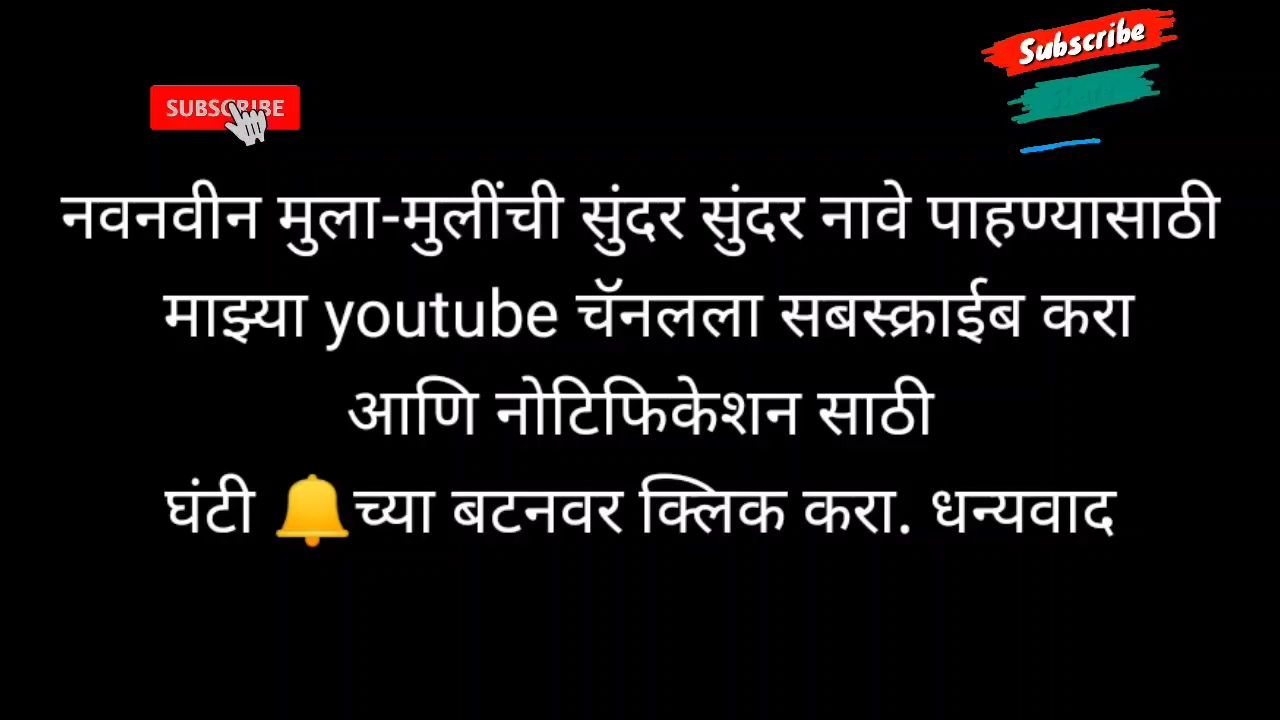 Subscribe
SUBSCRIBE
नवनवीन मुला-मुलींची सुंदर सुंदर नावे पाहण्यासाठी
माझ्या youtube चॅनलला सबस्क्राईब करा
आणि नोटिफिकेशन साठी
घंटी 🔔च्या बटनवर क्लिक करा. धन्यवाद